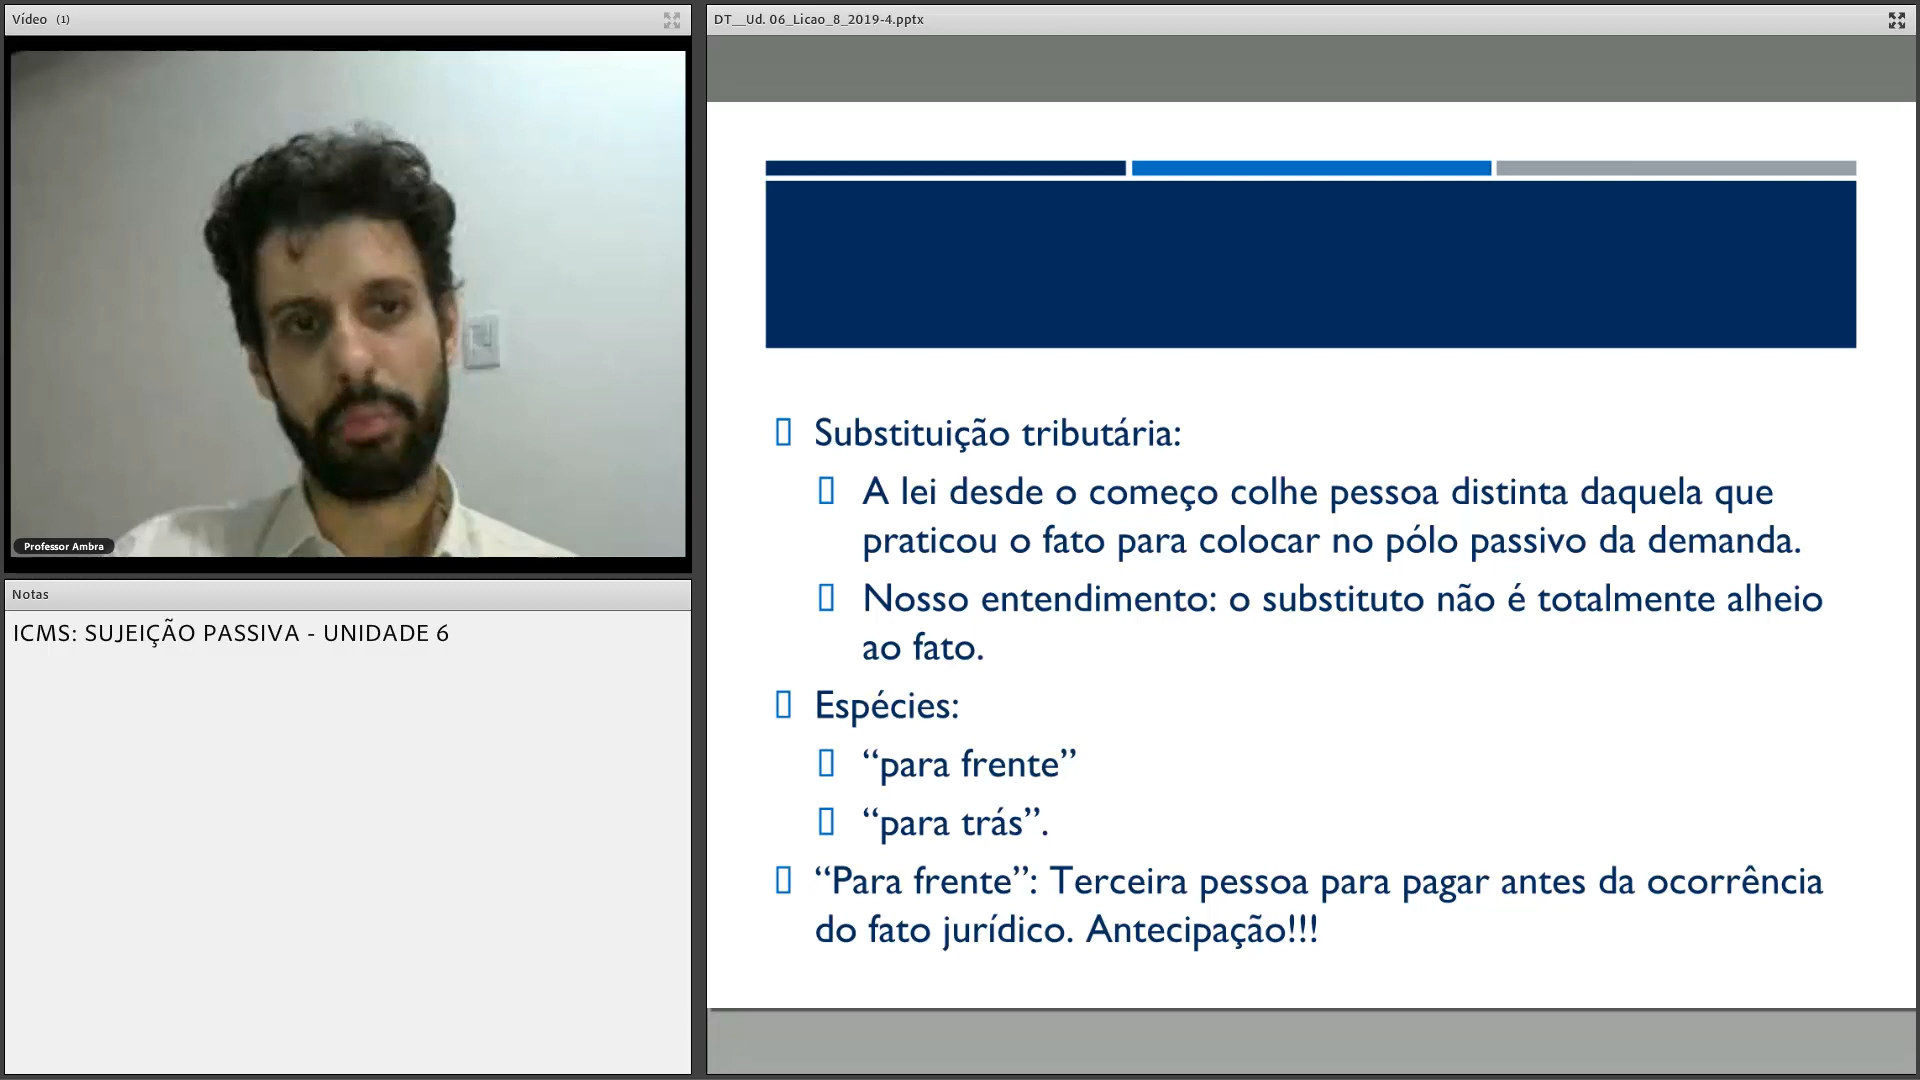 Vídeo (1)
Professor Ambra
Notas
ICMS: SUJEIÇÃO PASSIVA - UNIDADE 6
DT__Ud. 06_Licao_8_2019-4.pptx
Substituição tributária:
A lei desde o começo colhe pessoa distinta daquela que
praticou o fato para colocar no pólo passivo da demanda.
Nosso entendimento: o substituto não é totalmente alheio
ao fato.
Espécies:
“para frente”
“para trás”.
“Para frente”: Terceira pessoa para pagar antes da ocorrência
do fato jurídico. Antecipação!!!